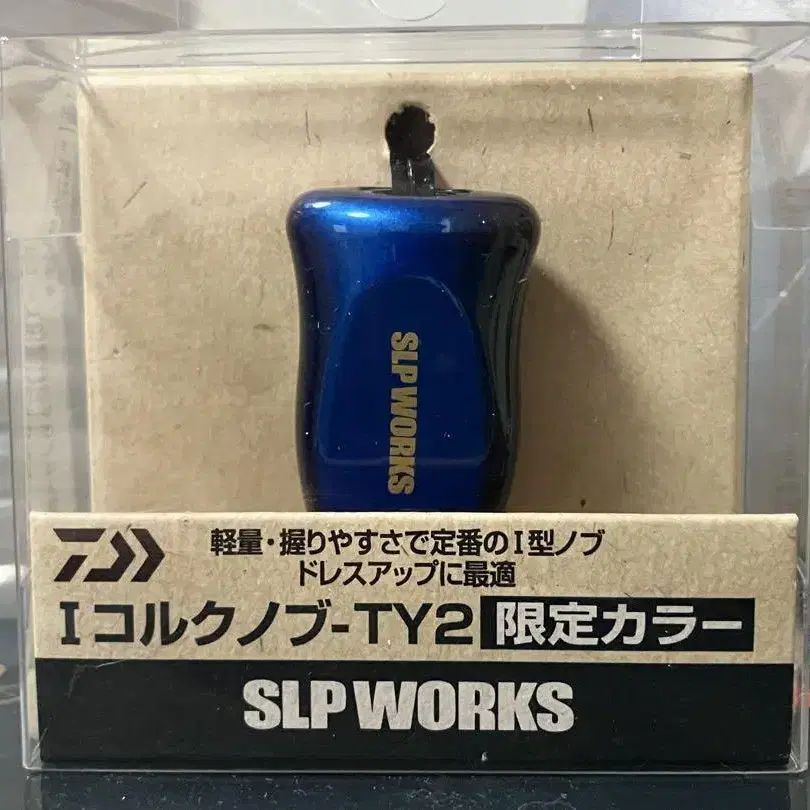 SLP WORKS
軽量・握りやすさで定番のI型ノブ
ドレスアップに最適
Iコルクノブ-TY2 限定カラー
SLP WORKS